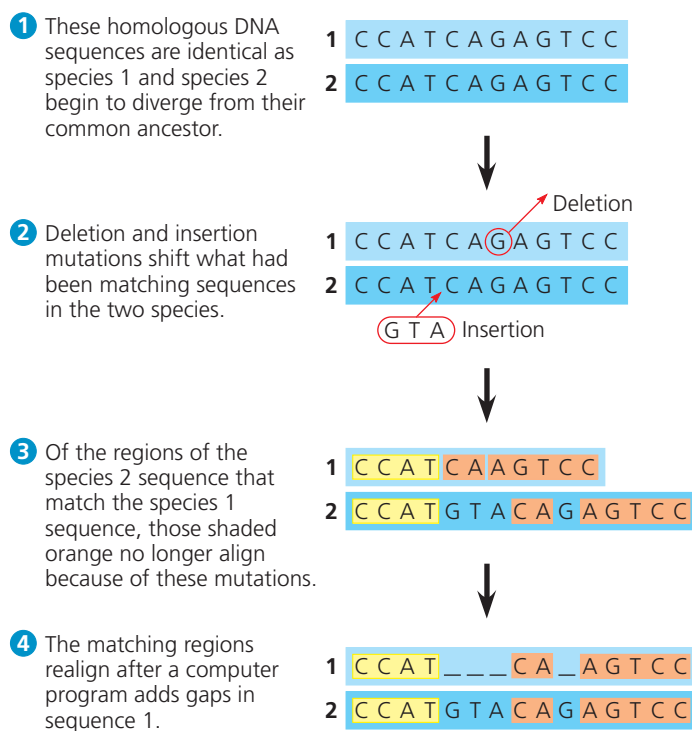 1 These homologous DNA
sequences are identical as
species 1 and species 2
begin to diverge from their
common ancestor.
1 C C A T C A G A G T C C
2 C C A T C A G A G T C C
Deletion
2 Deletion and insertion
mutations shift what had
been matching sequences
in the two species.
1 C C A T C A G A G T C C
2 C C A T C A G A G T C C
G T A Insertion
3 Of the regions of the
species 2 sequence that
match the species 1
sequence, those shaded
orange no longer align
because of these mutations.
1 C C A T C A A G T C C
2 C C A T G T A C A G A G T C C
4 The matching regions
realign after a computer
program adds gaps in
sequence 1.
1 C C A T _ _ _ C A _ A G T C C
2 C C A T G T A C A G A G T C C